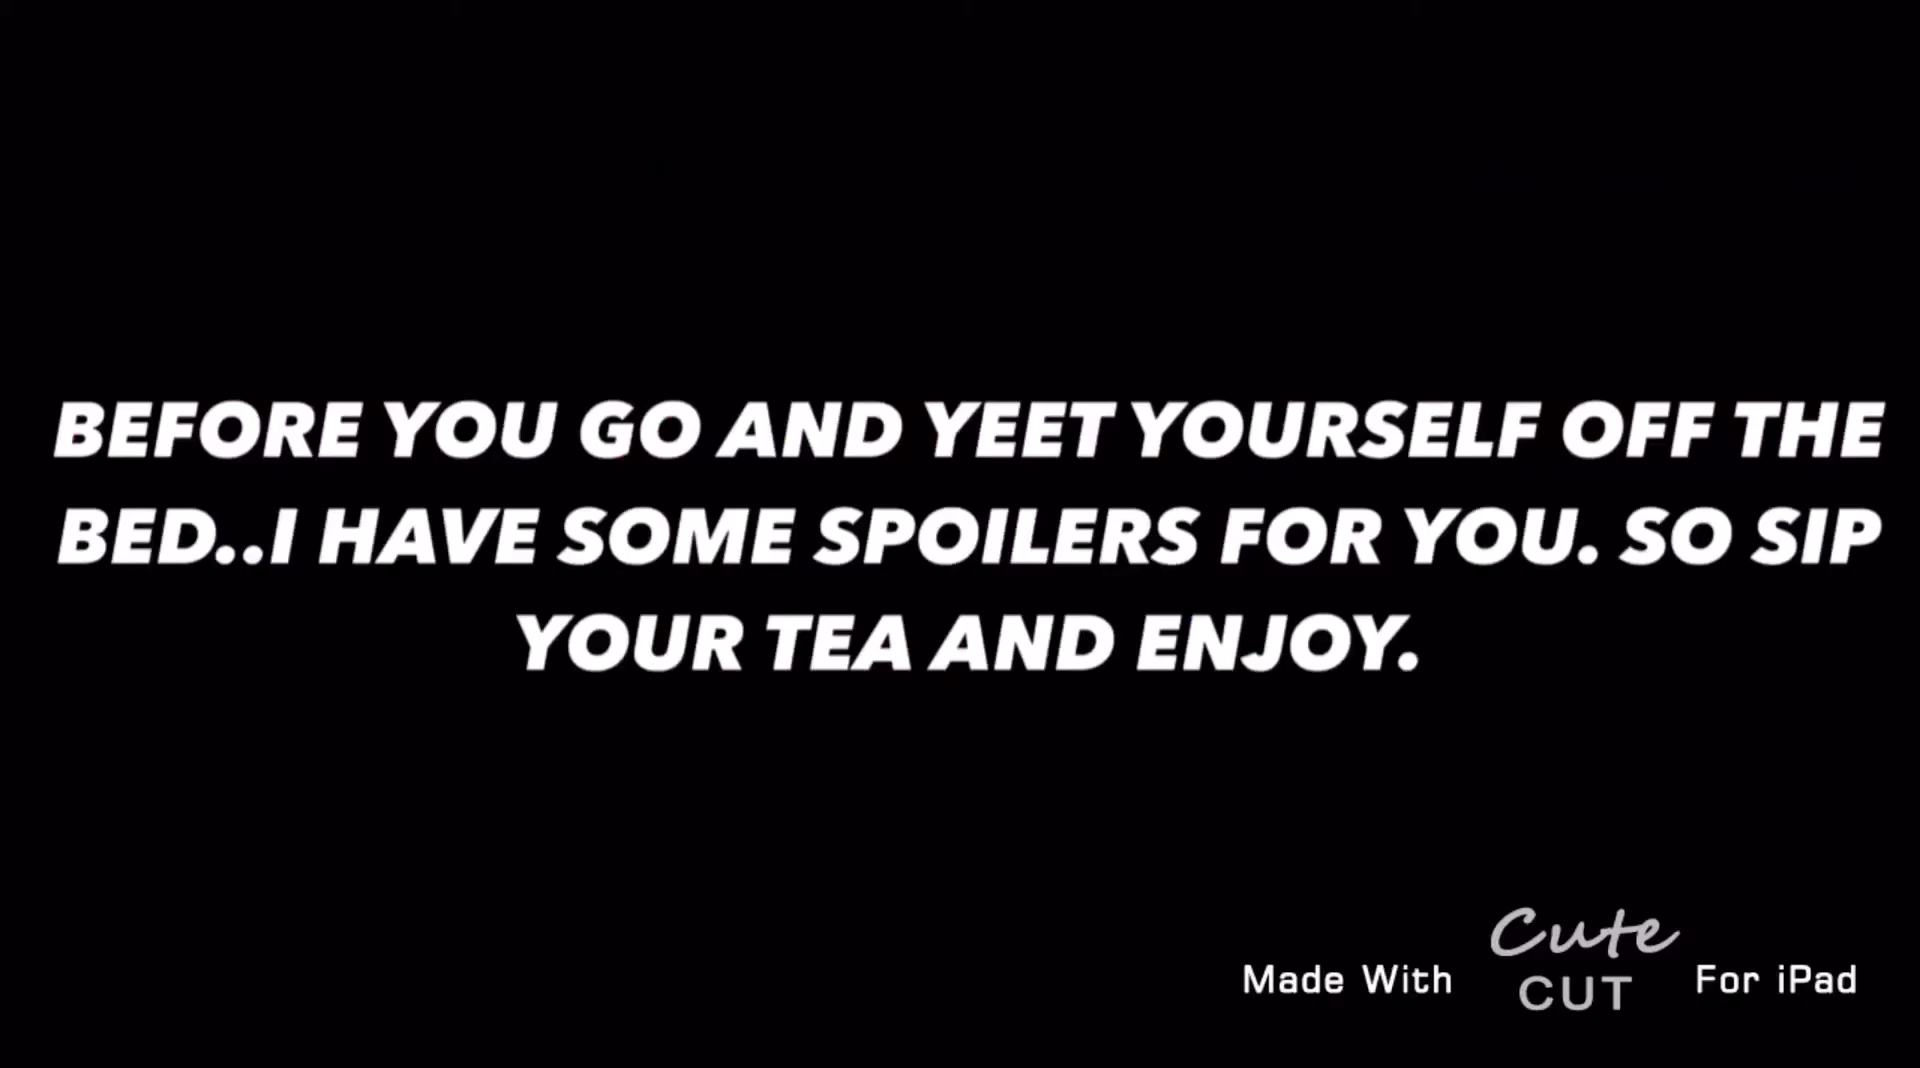 BEFORE YOU GO AND YEET YOURSELF OFF THE
BED..I HAVE SOME SPOILERS FOR YOU. SO SIP
YOUR TEA AND ENJOY.
Made With Cute CUT For iPad